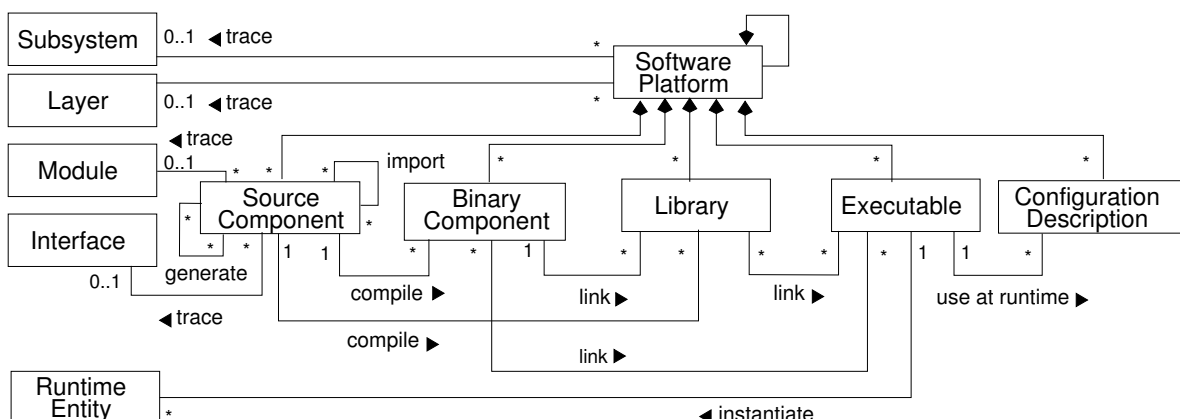 Subsystem
0..1 ◄ trace
*
Software
Platform
Layer
0..1 ◄ trace
*
◄ trace
Module
0..1
*
*
*
import
*
*
*
*
Source
Component
*
*
*
*
generate
Binary
Component
Library
Executable
Configuration
Description
Interface
0..1
1
1
*
*
1
*
*
*
*
*
1
1
*
compile ►
link ►
link ►
use at runtime ►
◄ trace
compile ►
link ►
Runtime
Entity
*
◄ instantiate